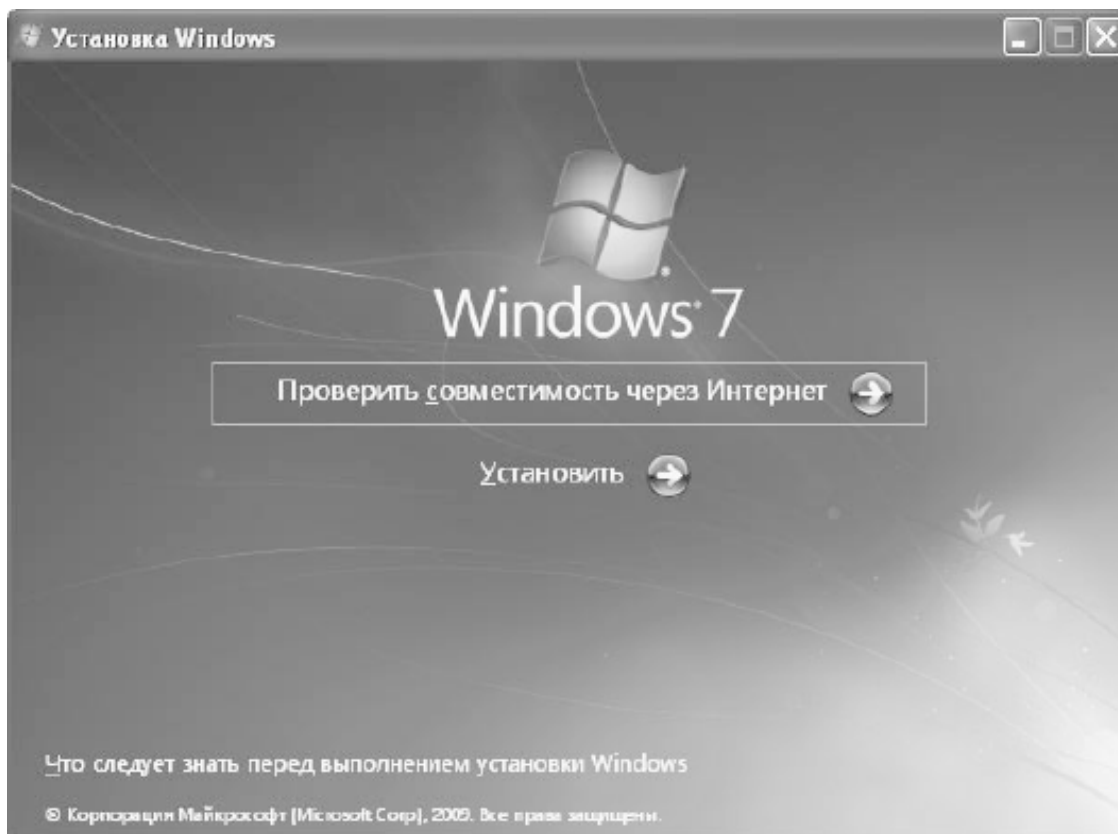 Установка Windows
Windows 7
Проверить совместимость через Интернет
Установить
Что следует знать перед выполнением установки Windows
© Корпорация Майкрософт (Microsoft Corp), 2009. Все права защищены.